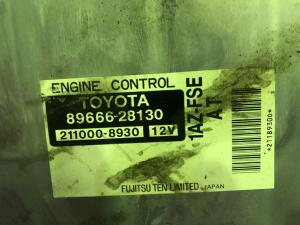 ENGINE CONTROL
TOYOTA
89666-28130
211000-8930 12V
1AZ-FSE
A.T
*21189300*
FUJITSU TEN LIMITED JAPAN